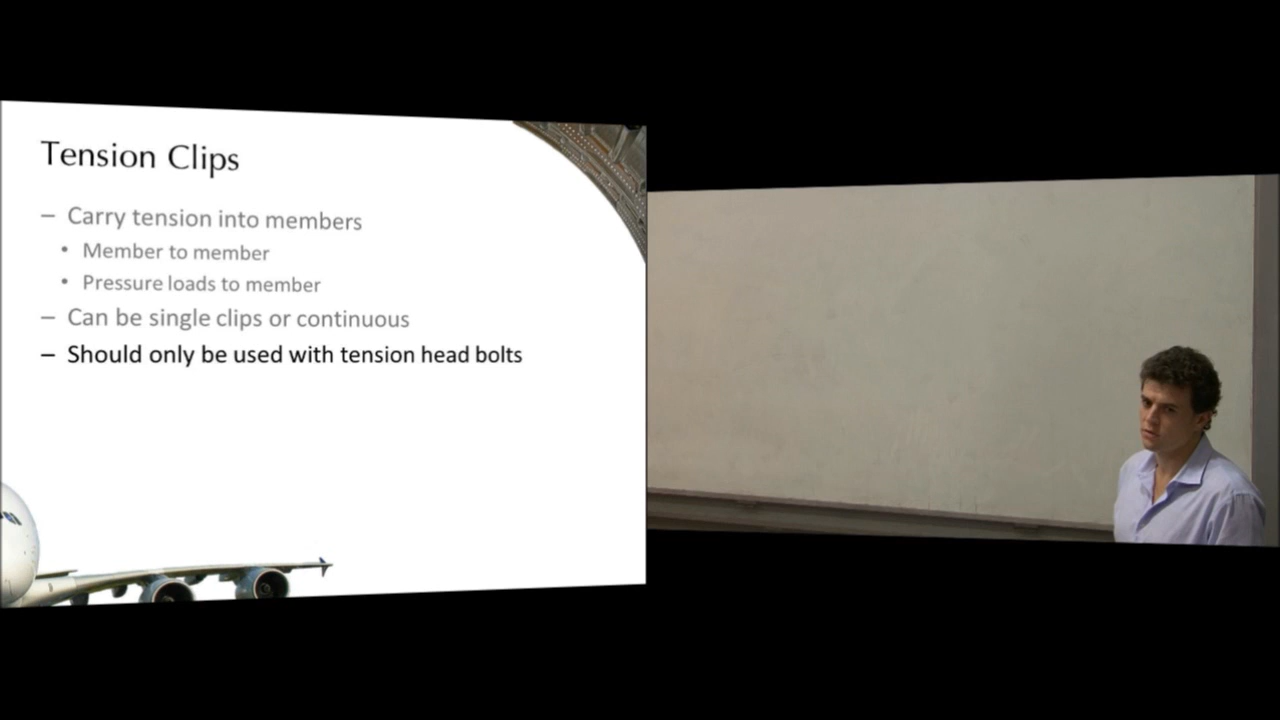 Tension Clips
– Carry tension into members
• Member to member
• Pressure loads to member
– Can be single clips or continuous
– Should only be used with tension head bolts